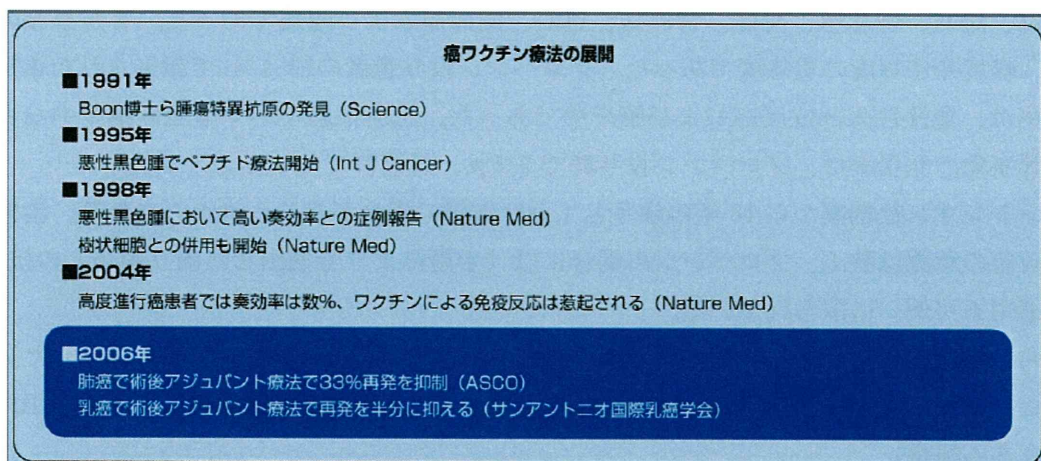 癌ワクチン療法の展開
■1991年
Boon博士ら腫瘍特異抗原の発見（Science）
■1995年
悪性黒色腫でペプチド療法開始（Int J Cancer）
■1998年
悪性黒色腫において高い奏効率との症例報告（Nature Med）
樹状細胞との併用も開始（Nature Med）
■2004年
高度進行癌患者では奏効率は数%、ワクチンによる免疫反応は惹起される（Nature Med）
■2006年
肺癌で術後アジュバント療法で33%再発を抑制（ASCO）
乳癌で術後アジュバント療法で再発を半分に抑える（サンアントニオ国際乳癌学会）